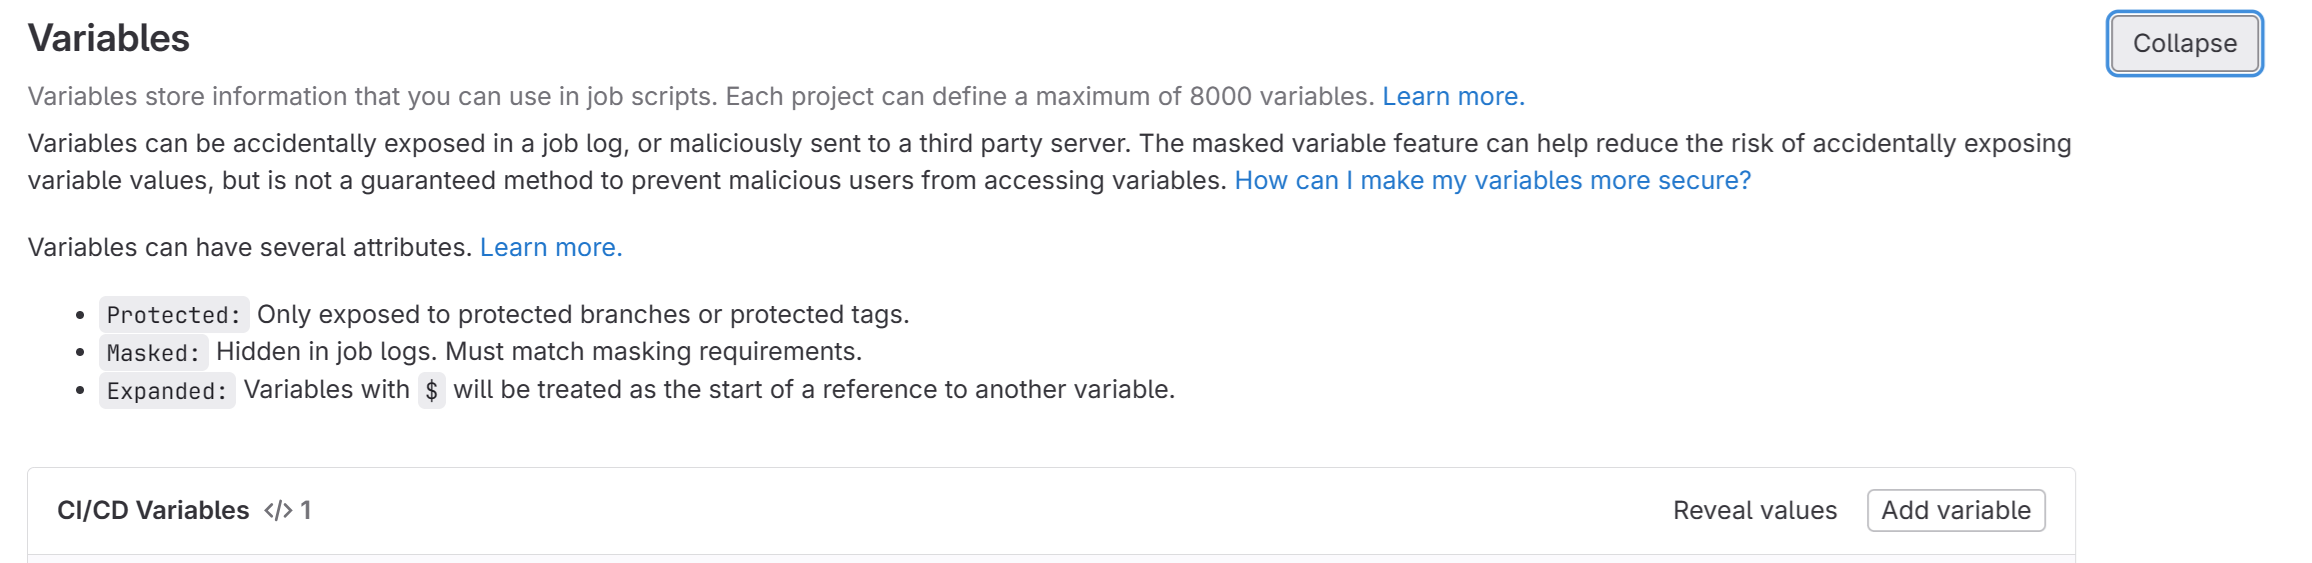 Variables
Collapse
Variables store information that you can use in job scripts. Each project can define a maximum of 8000 variables. Learn more.
Variables can be accidentally exposed in a job log, or maliciously sent to a third party server. The masked variable feature can help reduce the risk of accidentally exposing
variable values, but is not a guaranteed method to prevent malicious users from accessing variables. How can I make my variables more secure?
Variables can have several attributes. Learn more.
• Protected: Only exposed to protected branches or protected tags.
• Masked: Hidden in job logs. Must match masking requirements.
• Expanded: Variables with $ will be treated as the start of a reference to another variable.
CI/CD Variables </> 1
Reveal values
Add variable